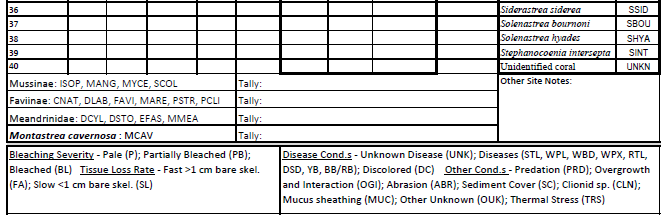 36 Siderastrea siderea SSID
37 Solenastrea bournoni SBOU
38 Solenastrea hyades SHYA
39 Stephanocoenia intersepta SINT
40 Unidentified coral UNKN
Mussinae: ISOP, MANG, MYCE, SCOL Tally:
Faviinae: CNAT, DLAB, FAVI, MARE, PSTR, PCLI Tally:
Meandrinidae: DCYL, DSTO, EFAS, MMEA Tally:
Montastrea cavernosa : MCAV Tally:
Other Site Notes:
Bleaching Severity - Pale (P); Partially Bleached (PB);
Bleached (BL) Tissue Loss Rate - Fast >1 cm bare skel.
(FA); Slow <1 cm bare skel. (SL)
Disease Cond.s - Unknown Disease (UNK); Diseases (STL, WPL, WBD, WPX, RTL,
DSD, YB, BB/RB); Discolored (DC) Other Cond.s - Predation (PRD); Overgrowth
and Interaction (OGI); Abrasion (ABR); Sediment Cover (SC); Clionid sp. (CLN);
Mucus sheathing (MUC); Other Unknown (OUK); Thermal Stress (TRS)